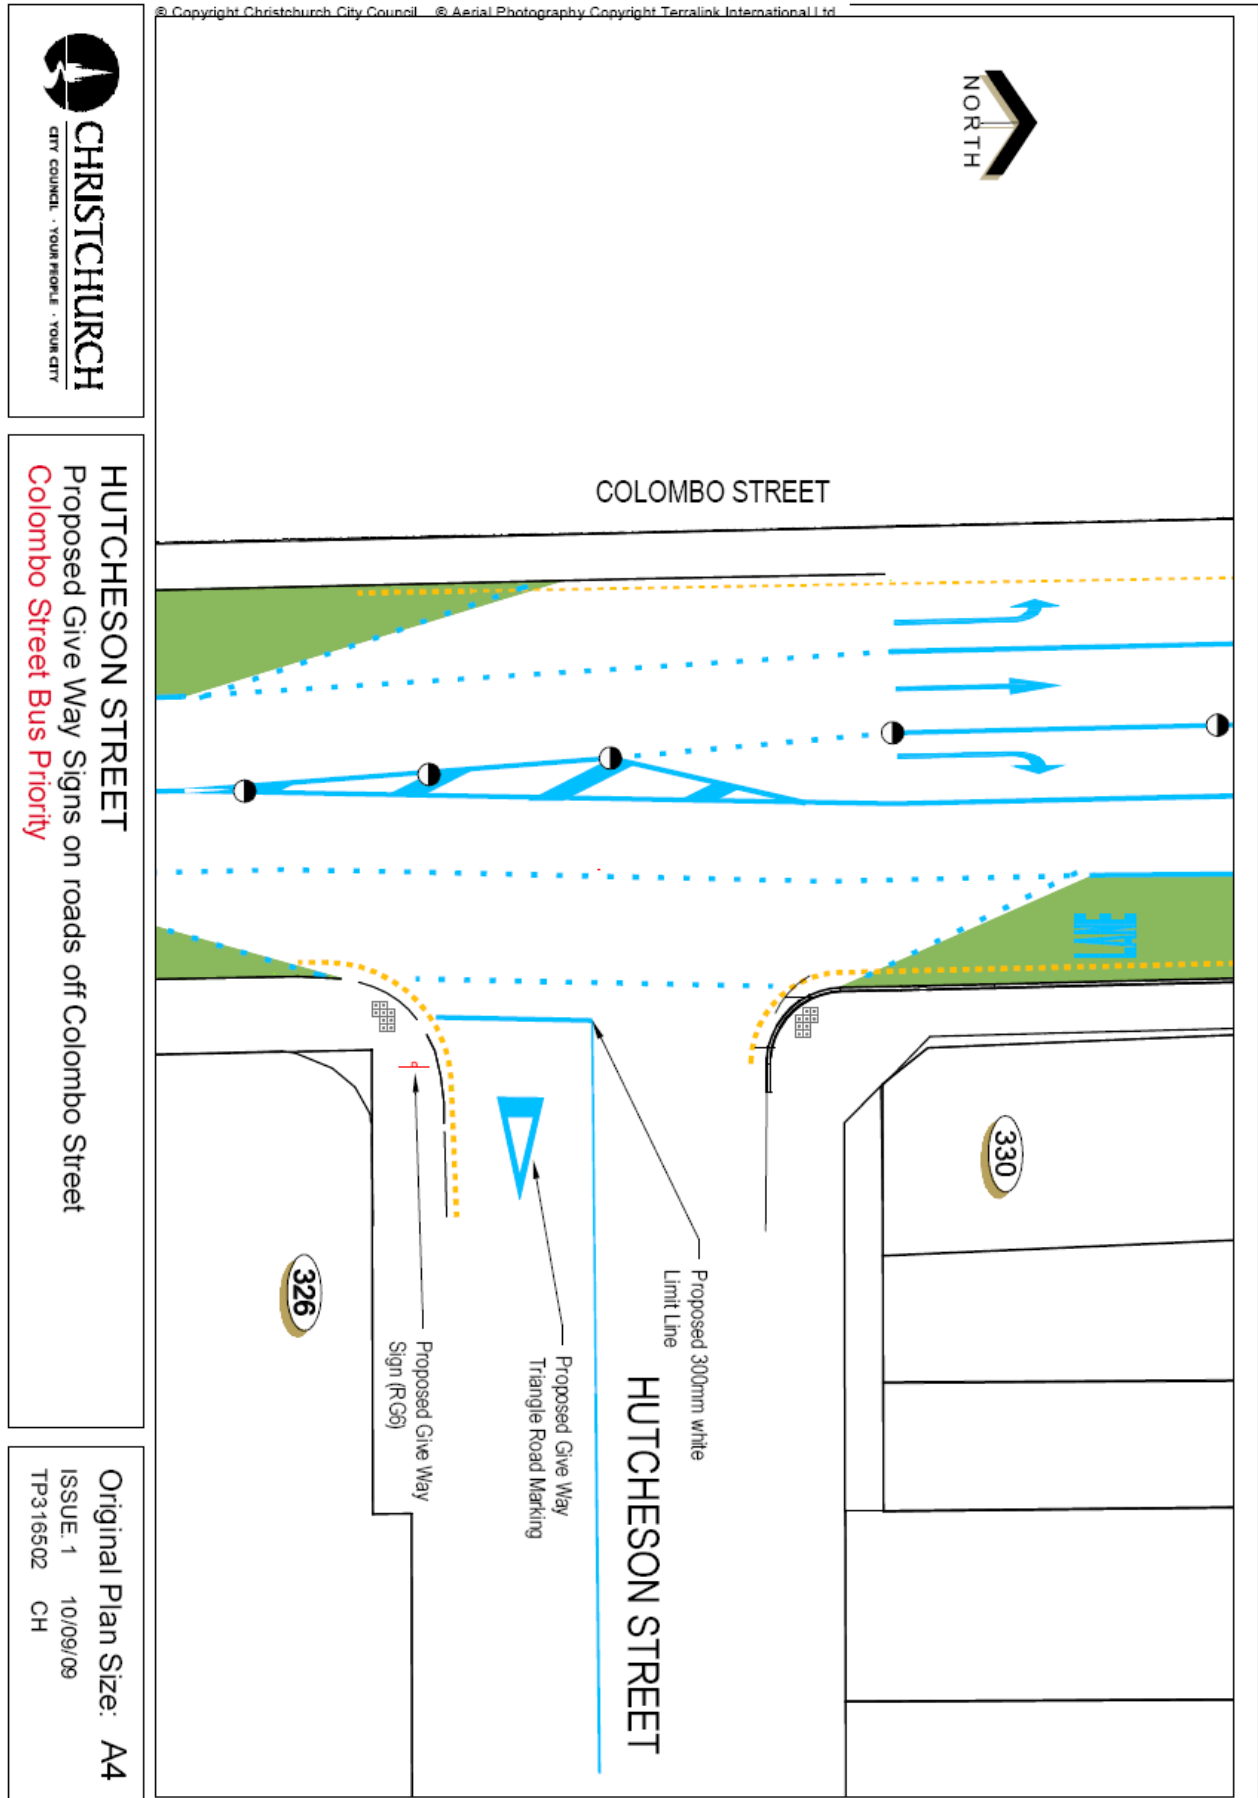 © Copyright Christchurch City Council © Aerial Photography Copyright Terralink International Ltd
NORTH
COLOMBO STREET
LANE
330
326
Proposed 300mm white
Limit Line
Proposed Give Way
Triangle Road Marking
Proposed Give Way
Sign (RG6)
HUTCHESON STREET
CHRISTCHURCH
CITY COUNCIL · YOUR PEOPLE · YOUR CITY
HUTCHESON STREET
Proposed Give Way Signs on roads off Colombo Street
Colombo Street Bus Priority
Original Plan Size: A4
ISSUE. 1 10/09/09
TP316502 CH